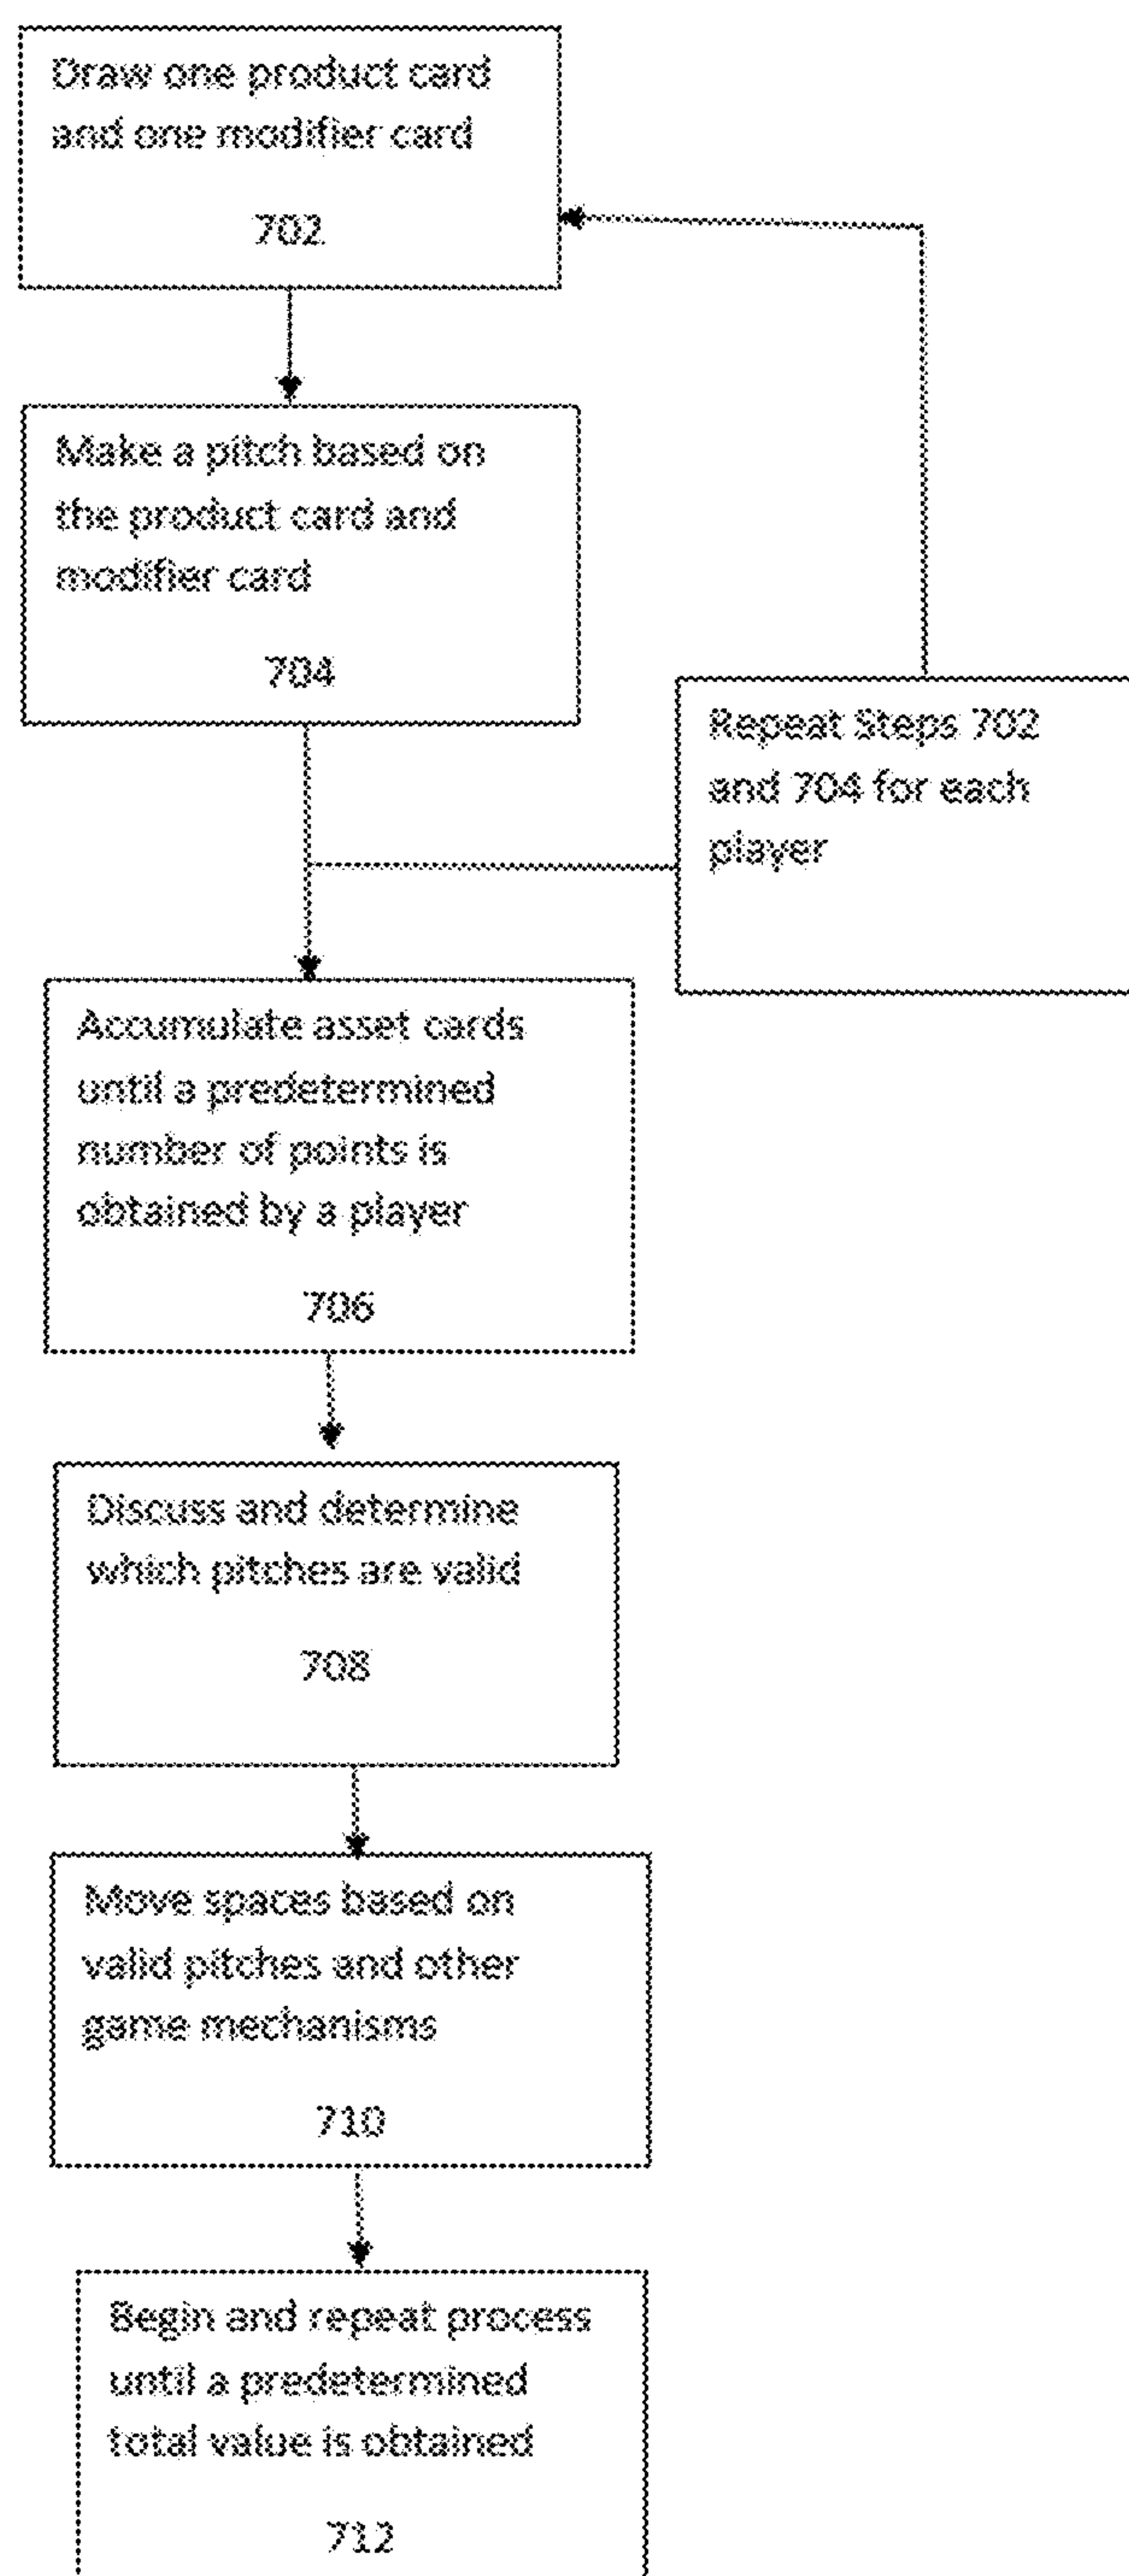 Draw one product card
and one modifier card
702
Make a pitch based on
the product card and
modifier card
704
Repeat Steps 702
and 704 for each
player
Accumulate asset cards
until a predetermined
number of points is
obtained by a player
706
Discuss and determine
which pitches are valid
708
Move spaces based on
valid pitches and other
game mechanisms
710
Begin and repeat process
until a predetermined
total value is obtained
712